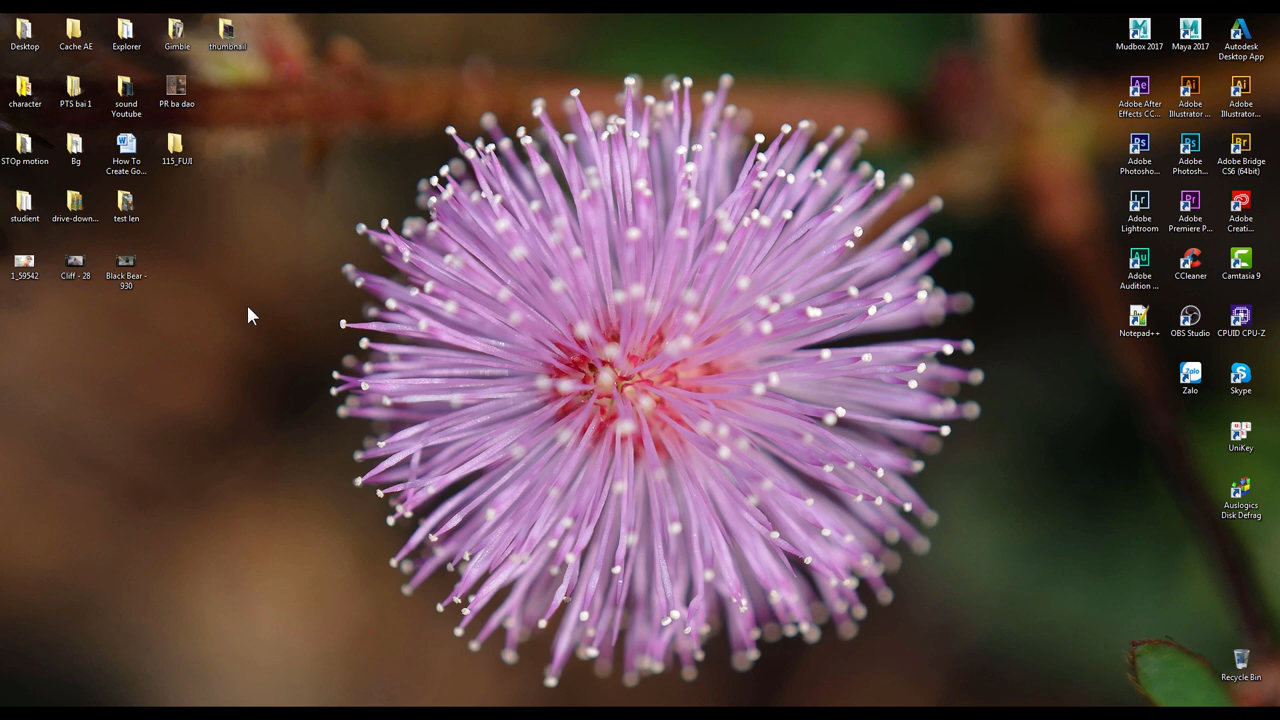 Desktop
Cache AE
Explorer
Gimble
thumbnail
Mudbox 2017
Maya 2017
Autodesk
Desktop App
character
PTS bai 1
sound
Youtube
PR ba dao
Adobe After
Effects CC...
Adobe
Illustrator ...
Adobe
Illustrator...
STOp motion
Bg
How To
Create Go...
115_FUJI
Adobe
Photosho...
Adobe
Photosh...
Adobe Bridge
CS6 (64bit)
studient
drive-down...
test len
Adobe
Lightroom
Adobe
Premiere P...
Adobe
Creati...
1_59542
Cliff - 28
Black Bear -
930
Adobe
Audition ...
CCleaner
Camtasia 9
Notepad++
OBS Studio
CPUID CPU-Z
Zalo
Skype
UniKey
Auslogics
Disk Defrag
Recycle Bin